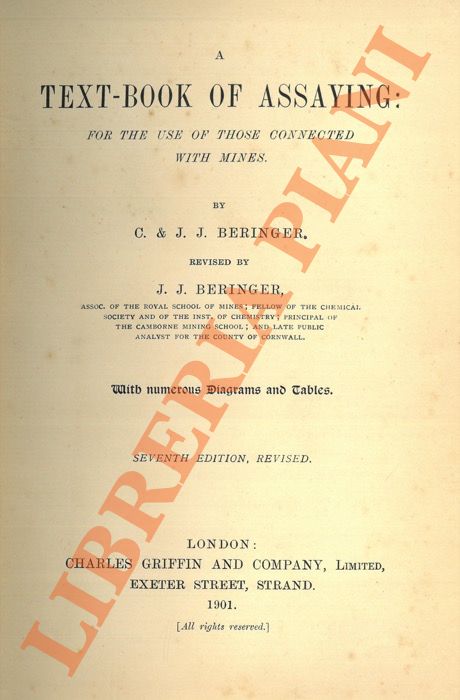 A
TEXT-BOOK OF ASSAYING:
FOR THE USE OF THOSE CONNECTED
WITH MINES.
BY
C. & J. J. BERINGER.
REVISED BY
J. J. BERINGER,
ASSOC. OF THE ROYAL SCHOOL OF MINES; FELLOW OF THE CHEMICAL
SOCIETY AND OF THE INST. OF CHEMISTRY; PRINCIPAL OF
THE CAMBORNE MINING SCHOOL; AND LATE PUBLIC
ANALYST FOR THE COUNTY OF CORNWALL.
With numerous Diagrams and Tables.
SEVENTH EDITION, REVISED.
LONDON:
CHARLES GRIFFIN AND COMPANY, LIMITED,
EXETER STREET, STRAND.
1901.
[All rights reserved.]
LIBRERIA PIANI